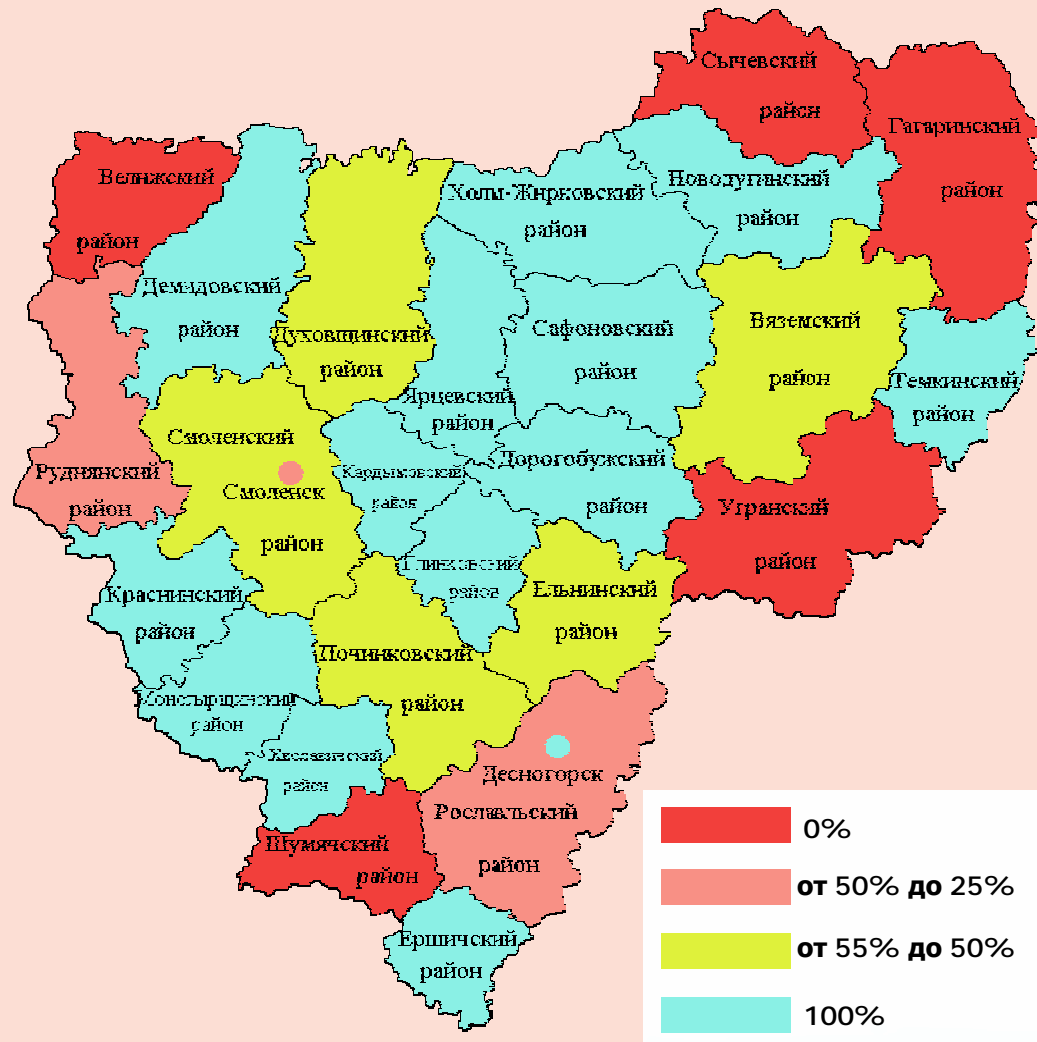 Сычевский
район
Гагаринский
район
Велижский
район
Холм-Жирковский
район
Новодугинский
район
Демидовский
район
Духовщинский
район
Сафоновский
район
Вяземский
район
Темкинский
район
Ярцевский
район
Смоленский
Смоленск
район
Руднянский
район
Кардымовский
район
Дорогобужский
район
Угранский
район
Глинковский
район
Ельнинский
район
Краснинский
район
Починковский
район
Монстырщинский
район
Хиславичский
район
Десногорск
Рославльский
район
Шумячский
район
Ершичский
район
0%
от 50% до 25%
от 55% до 50%
100%